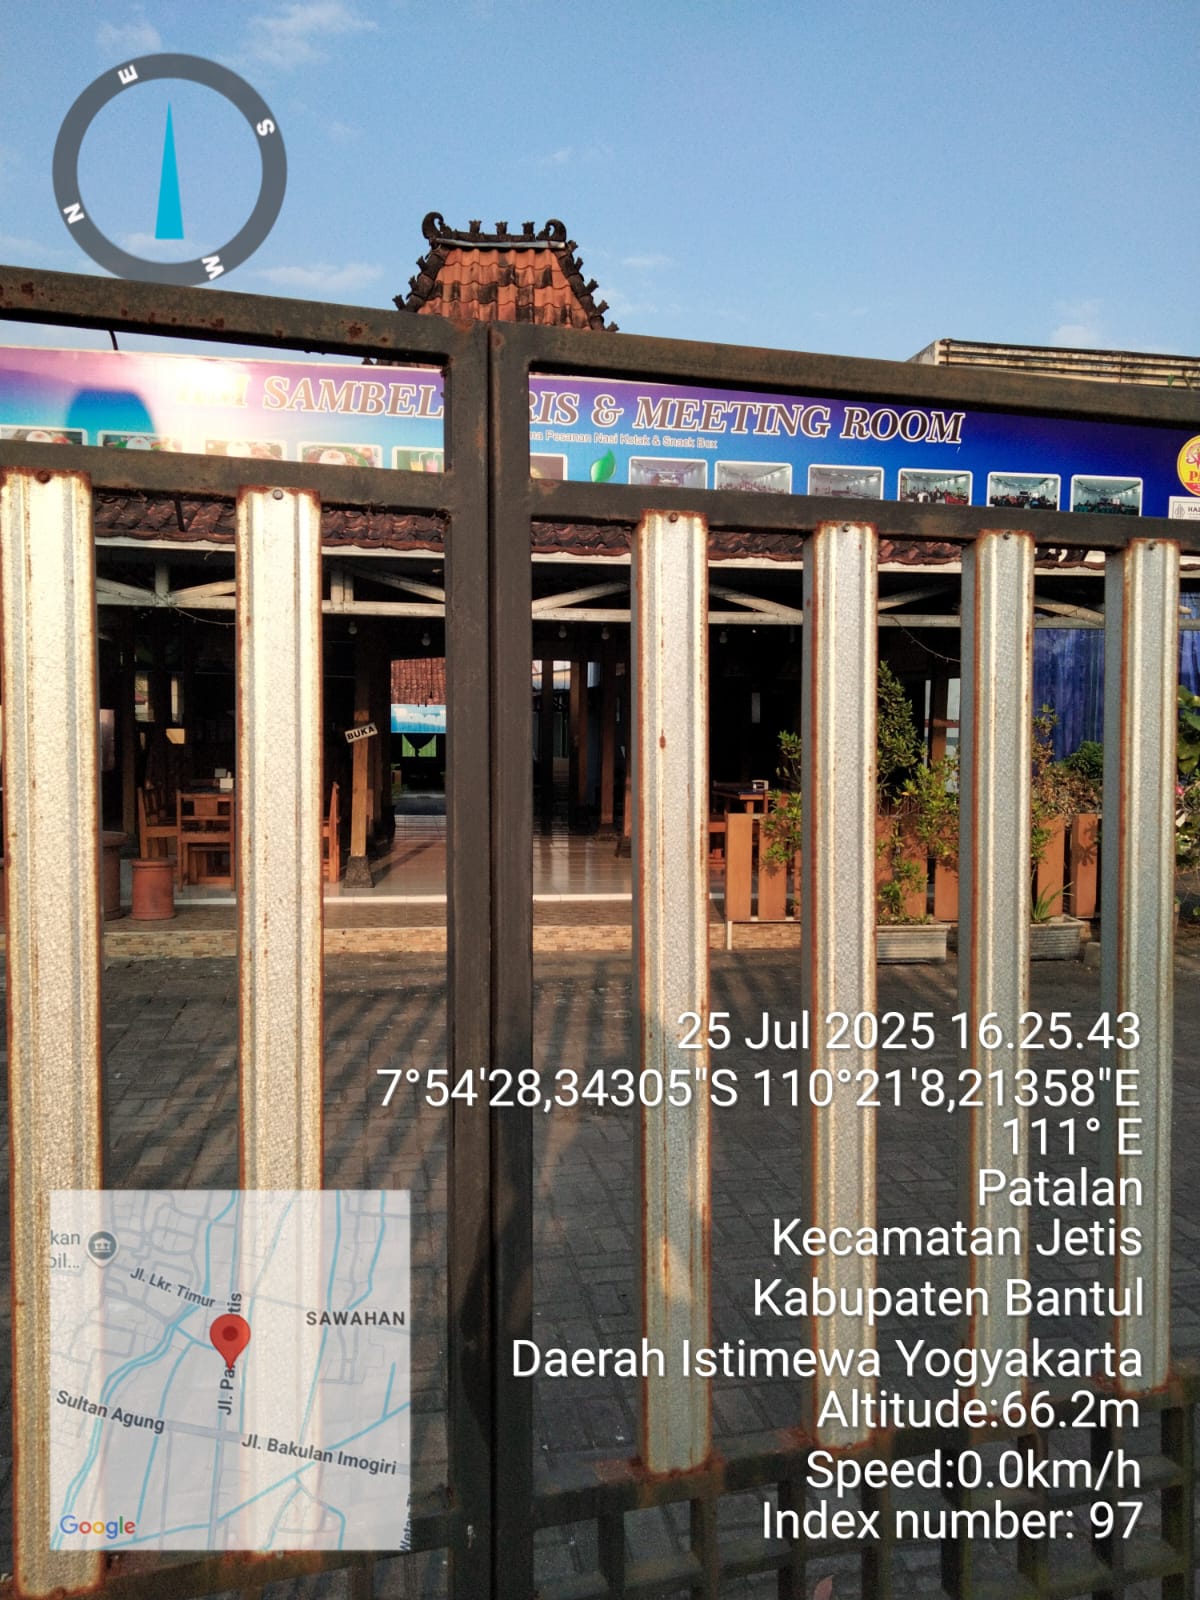 E
S
N
W
SAMBEL & MEETING ROOM
Pesanan Nasi Kotak & Snack Box
BUKA
25 Jul 2025 16.25.43
7°54'28,34305"S 110°21'8,21358"E
111° E
Patalan
Kecamatan Jetis
Kabupaten Bantul
Daerah Istimewa Yogyakarta
Altitude:66.2m
Speed:0.0km/h
Index number: 97
Jl. Lkr. Timur
SAWAHAN
Sultan Agung
Jl. Bakulan Imogiri
Google